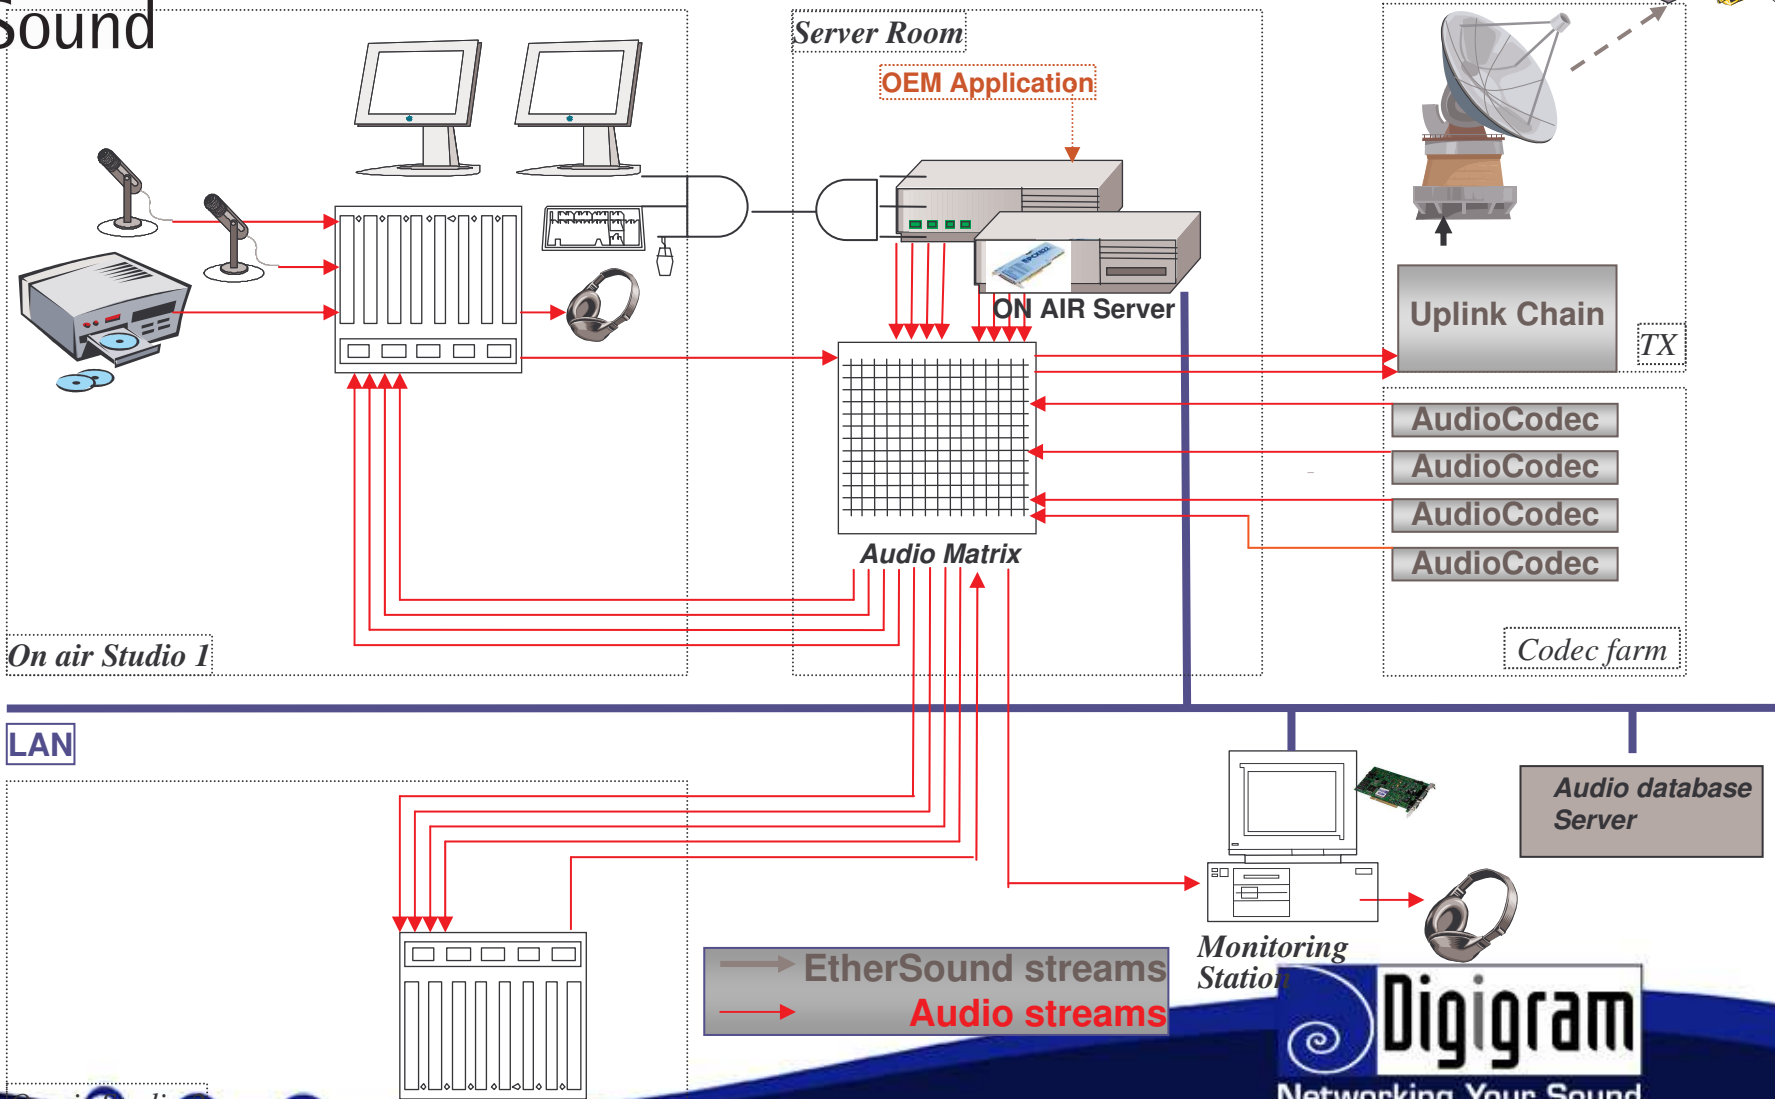 Sound
Server Room
OEM Application
ON AIR Server
Uplink Chain
TX
AudioCodec
AudioCodec
AudioCodec
AudioCodec
Audio Matrix
On air Studio 1
Codec farm
LAN
Audio database
Server
Monitoring
Station
EtherSound streams
Audio streams
Digigram
Networking Your Sound